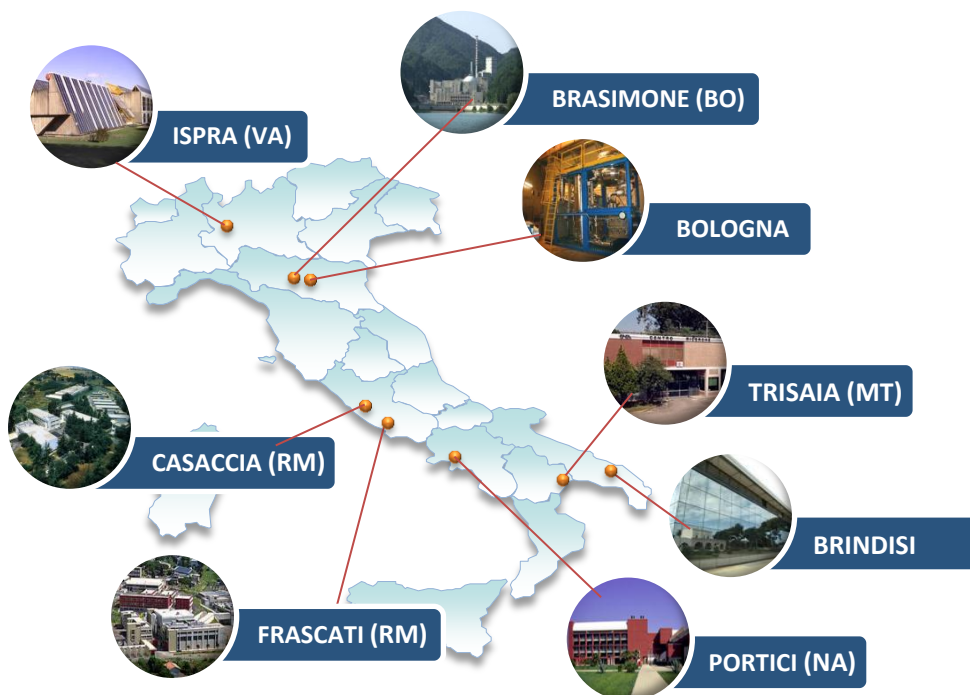 BRASIMONE (BO)
ISPRA (VA)
BOLOGNA
TRISAIA (MT)
CASACCIA (RM)
BRINDISI
FRASCATI (RM)
PORTICI (NA)